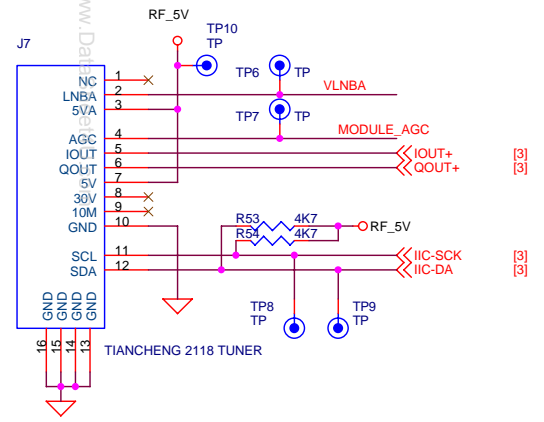 RF_5V
J7
TP10
TP
NC 1
LNBA 2
5VA 3
AGC 4
IOUT 5
QOUT 6
5V 7
30V 8
10M 9
GND 10
SCL 11
SDA 12
TP6 TP
VLNBA
TP7 TP
MODULE_AGC
IOUT+ [3]
QOUT+ [3]
R53 4K7
R54 4K7
RF_5V
IIC-SCK [3]
IIC-DA [3]
TP8
TP
TP9
TP
GND
GND
GND
GND
16
15
14
13
TIANCHENG 2118 TUNER